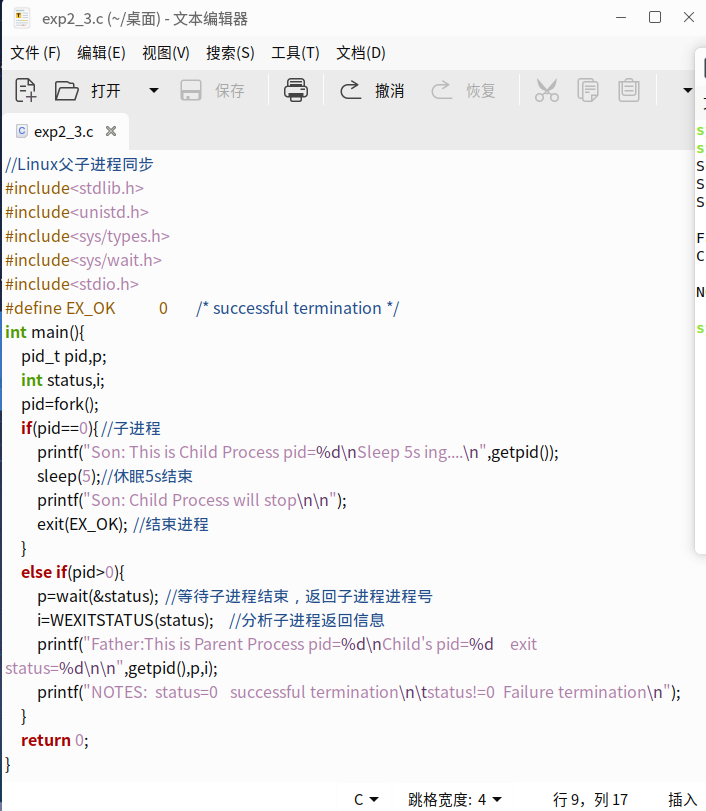 exp2_3.c (~/桌面) - 文本编辑器
文件 (F) 编辑(E) 视图(V) 搜索(S) 工具(T) 文档(D)
打开 保存 撤消 恢复
exp2_3.c
//Linux父子进程同步
#include<stdlib.h>
#include<unistd.h>
#include<sys/types.h>
#include<sys/wait.h>
#include<stdio.h>
#define EX_OK 0 /* successful termination */
int main(){
pid_t pid,p;
int status,i;
pid=fork();
if(pid==0){//子进程
printf("Son: This is Child Process pid=%d\nSleep 5s ing....\n",getpid());
sleep(5);//休眠5s结束
printf("Son: Child Process will stop\n\n");
exit(EX_OK); //结束进程
}
else if(pid>0){
p=wait(&status); //等待子进程结束，返回子进程进程号
i=WEXITSTATUS(status); //分析子进程返回信息
printf("Father:This is Parent Process pid=%d\nChild's pid=%d exit
status=%d\n\n",getpid(),p,i);
printf("NOTES: status=0 successful termination\n\tstatus!=0 Failure termination\n");
}
return 0;
}
C 跳格宽度: 4 行 9，列 17 插入
s
s
S
S
S
F
C
N
s